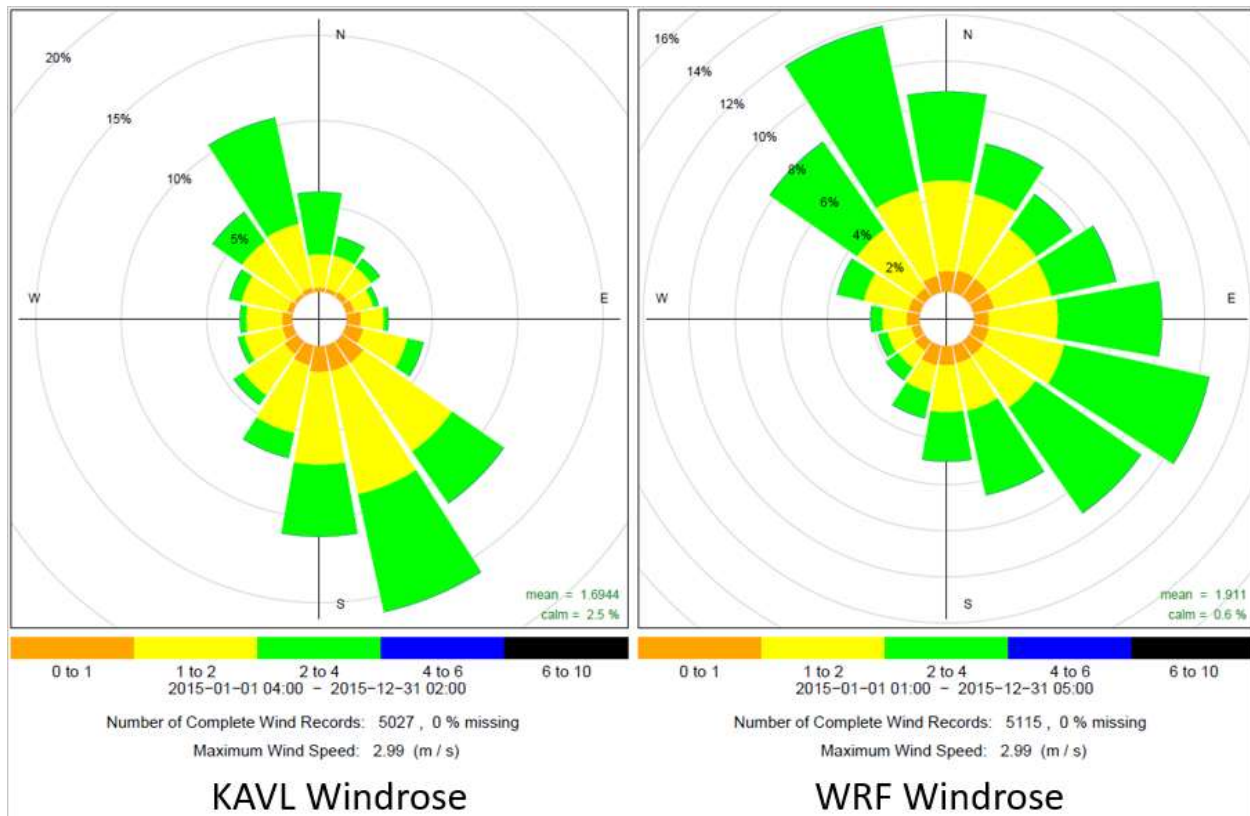 N
20%
15%
10%
5%
W
E
S
mean = 1.6944
calm = 2.5 %
0 to 1
1 to 2
2 to 4
4 to 6
6 to 10
2015-01-01 04:00 - 2015-12-31 02:00
Number of Complete Wind Records: 5027 , 0 % missing
Maximum Wind Speed: 2.99 (m / s)
KAVL Windrose
N
16%
14%
12%
10%
8%
6%
4%
2%
W
E
S
mean = 1.911
calm = 0.6 %
0 to 1
1 to 2
2 to 4
4 to 6
6 to 10
2015-01-01 01:00 - 2015-12-31 05:00
Number of Complete Wind Records: 5115 , 0 % missing
Maximum Wind Speed: 2.99 (m / s)
WRF Windrose